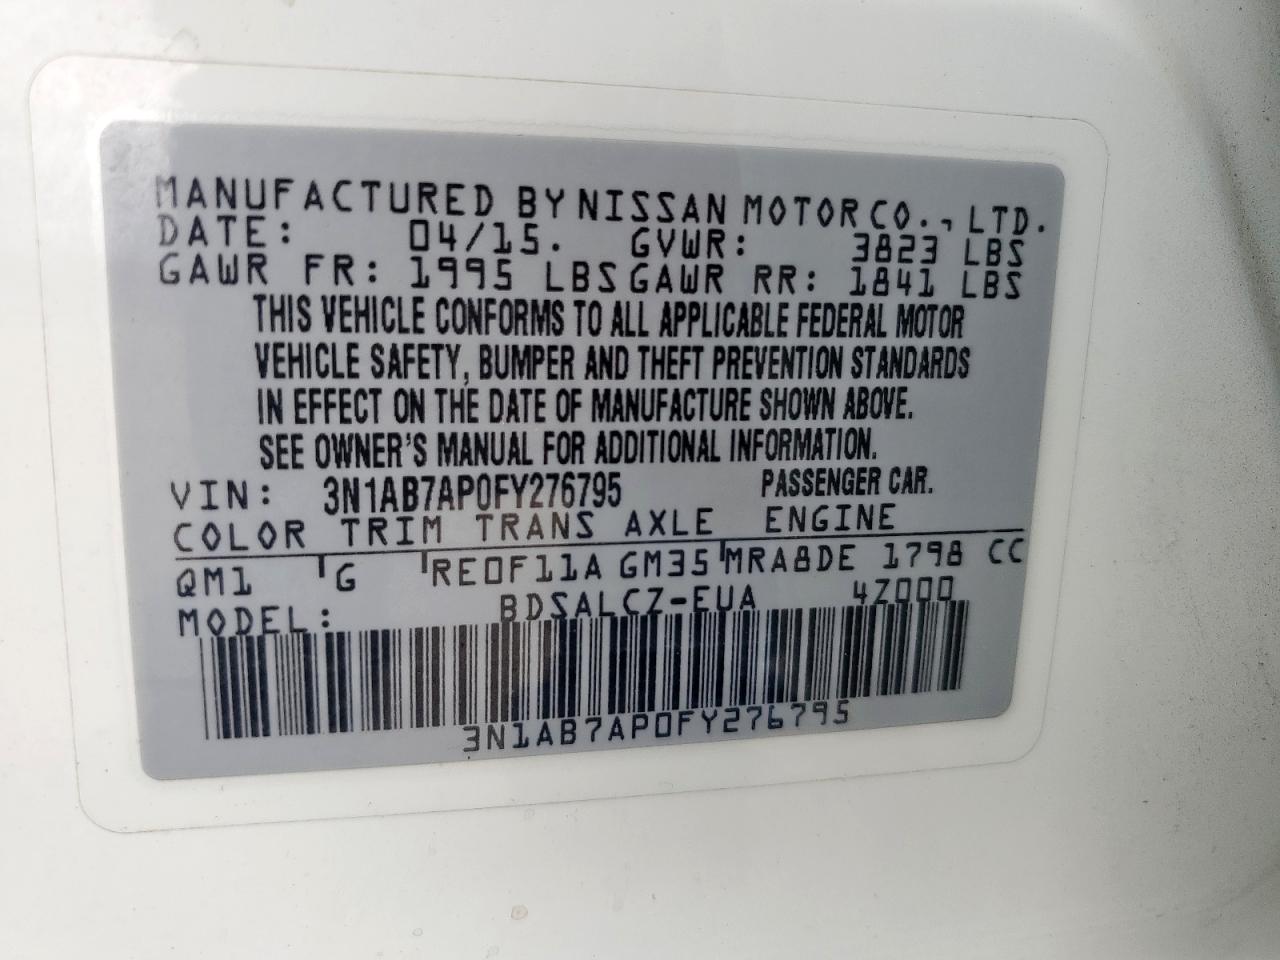 MANUFACTURED BY NISSAN MOTOR CO., LTD.
DATE: 04/15. GVWR: 3823 LBS
GAWR FR: 1995 LBS GAWR RR: 1841 LBS
THIS VEHICLE CONFORMS TO ALL APPLICABLE FEDERAL MOTOR
VEHICLE SAFETY, BUMPER AND THEFT PREVENTION STANDARDS
IN EFFECT ON THE DATE OF MANUFACTURE SHOWN ABOVE.
SEE OWNER'S MANUAL FOR ADDITIONAL INFORMATION.
VIN: 3N1AB7AP0FY276795 PASSENGER CAR.
COLOR TRIM TRANS AXLE ENGINE
QM1 G RE0F11A GM35 MRA8DE 1798 CC
MODEL: BDSALCZ-EUA 4Z000
3N1AB7AP0FY276795